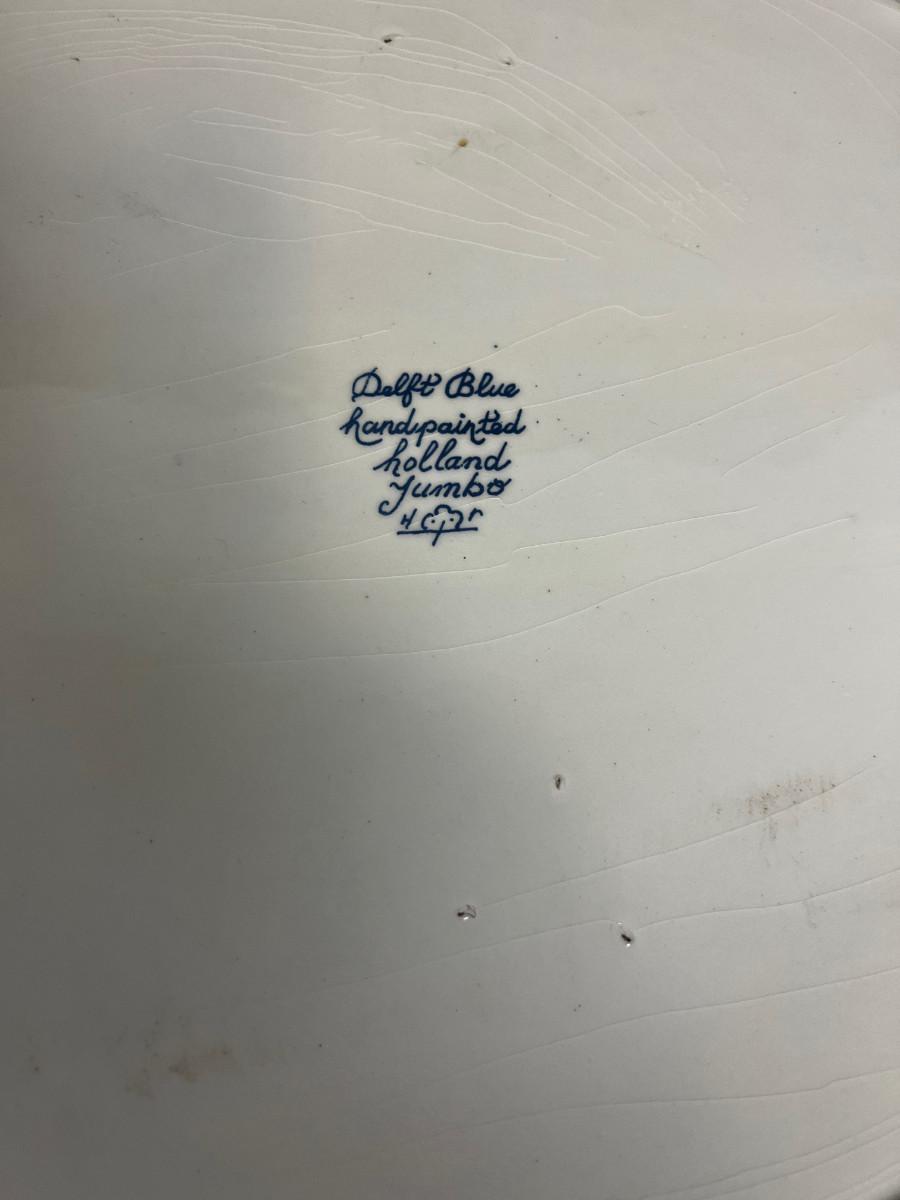 Delft Blue
handpainted
holland
Jumbo
H r